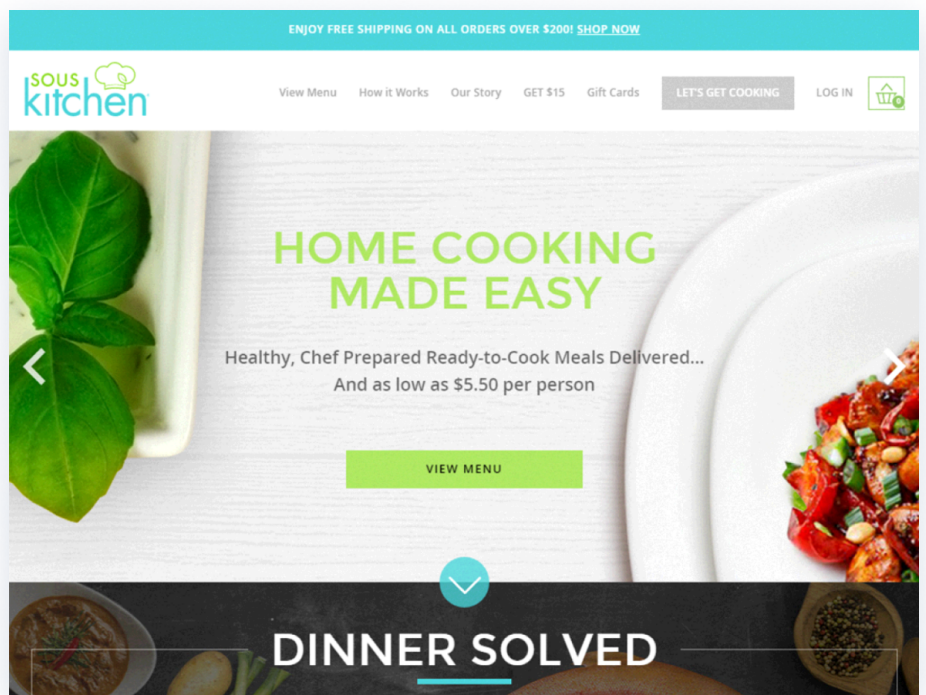 ENJOY FREE SHIPPING ON ALL ORDERS OVER $200! SHOP NOW
SOUS
kitchen
View Menu How it Works Our Story GET $15 Gift Cards LET'S GET COOKING LOG IN 0
HOME COOKING
MADE EASY
Healthy, Chef Prepared Ready-to-Cook Meals Delivered...
And as low as $5.50 per person
VIEW MENU
DINNER SOLVED